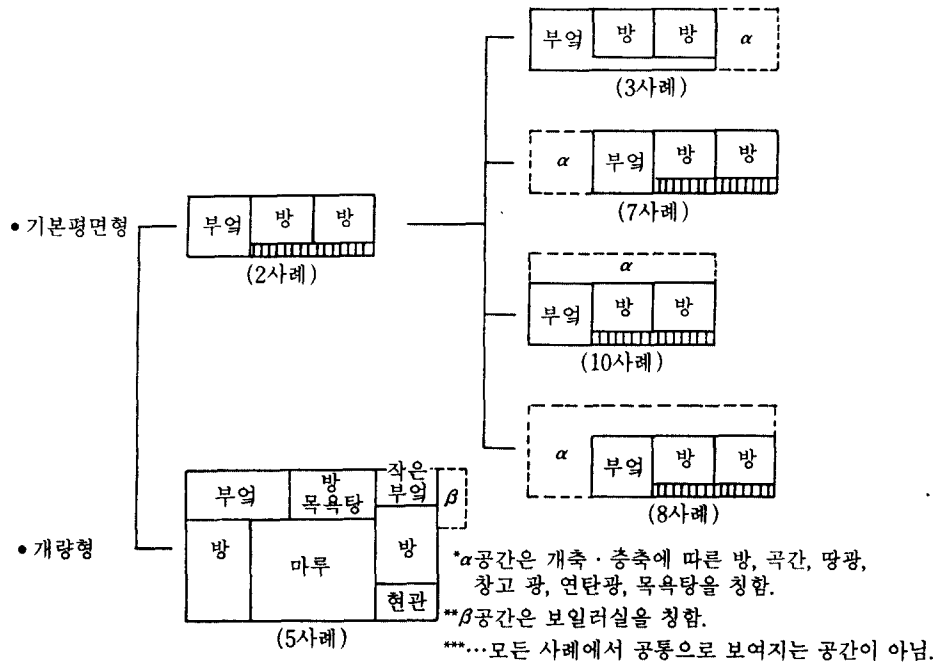 부엌 방 방 α
(3사례)
α 부엌 방 방
(7사례)
• 기본평면형
부엌 방 방
(2사례)
α
부엌 방 방
(10사례)
α 부엌 방 방
(8사례)
• 개량형
부엌 방 목욕탕 작은 부엌 β
방 마루 방
현관
(5사례)
*α공간은 개축·충축에 따른 방, 곡간, 땅광,
창고 광, 연탄광, 목욕탕을 칭함.
**β공간은 보일러실을 칭함.
***…모든 사례에서 공통으로 보여지는 공간이 아님.